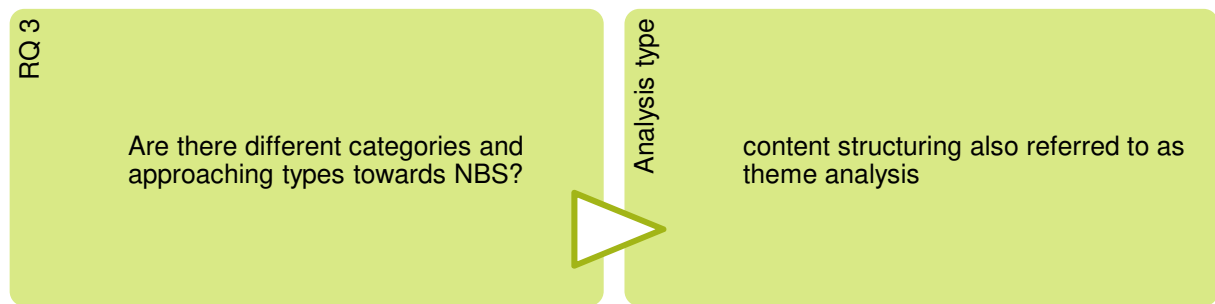 RQ 3
Are there different categories and
approaching types towards NBS?
Analysis type
content structuring also referred to as
theme analysis